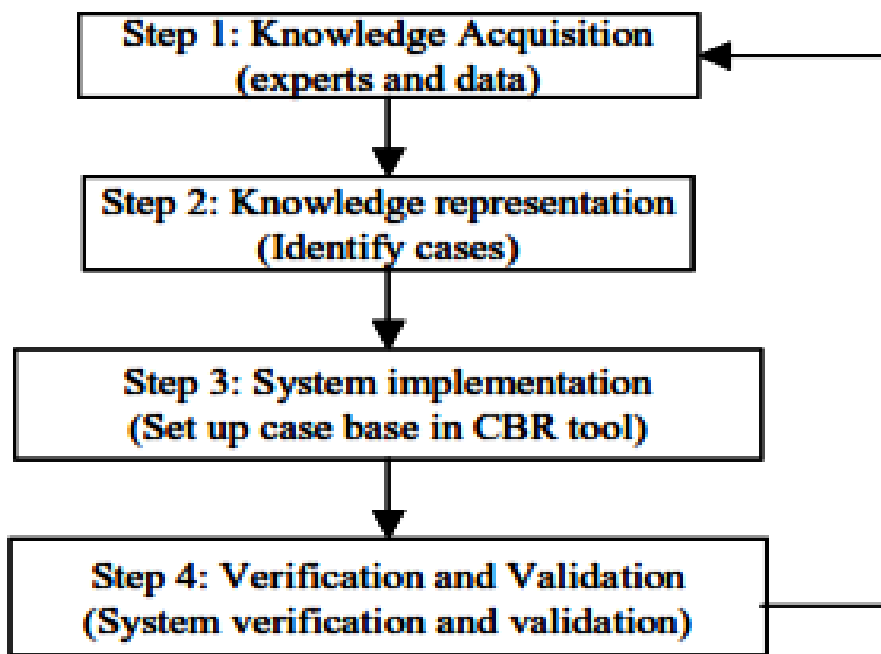 Step 1: Knowledge Acquisition
(experts and data)
Step 2: Knowledge representation
(Identify cases)
Step 3: System implementation
(Set up case base in CBR tool)
Step 4: Verification and Validation
(System verification and validation)